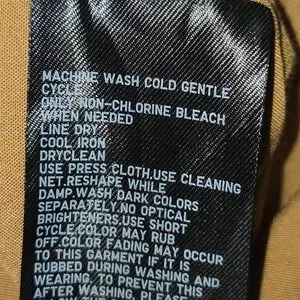 MACHINE WASH COLD GENTLE
CYCLE
ONLY NON-CHLORINE BLEACH
WHEN NEEDED
LINE DRY
COOL IRON
DRYCLEAN
USE PRESS CLOTH.USE CLEANING
NET.RESHAPE WHILE
DAMP.WASH DARK COLORS
SEPARATELY.NO OPTICAL
BRIGHTENERS.USE SHORT
CYCLE.COLOR MAY RUB
OFF.COLOR FADING MAY OCCUR
TO THIS GARMENT IF IT IS
RUBBED DURING WASHING AND
WEARING. TO PREVENT THIS
AFTER WASHING, PLEASE